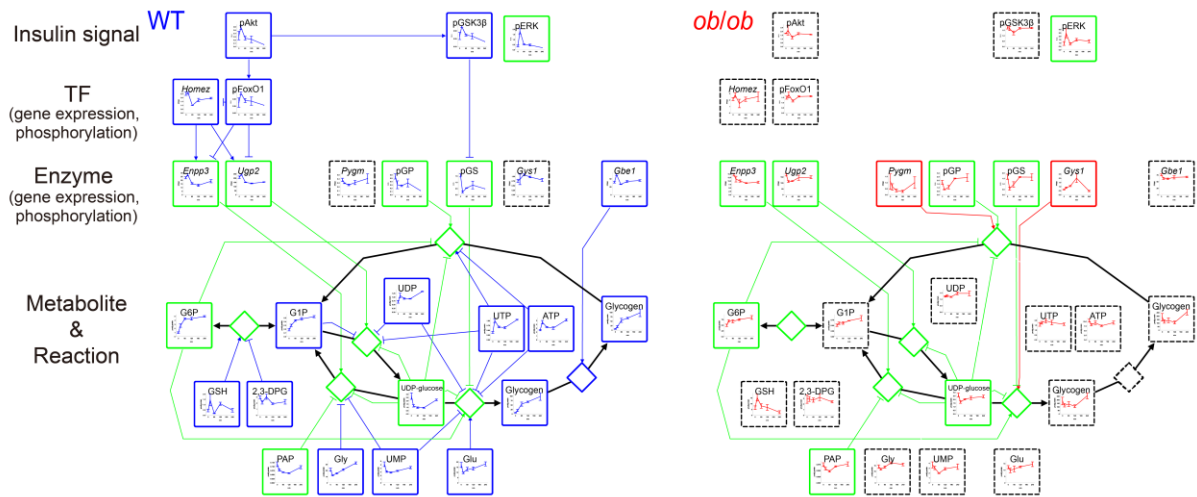 Insulin signal
WT
pAkt
pGSK3β
pERK
ob/ob
pAkt
pGSK3β
pERK
TF
(gene expression,
phosphorylation)
Homez
pFoxO1
Homez
pFoxO1
Enzyme
(gene expression,
phosphorylation)
Enpp3
Ugp2
Pygm
pGP
pGS
Gys1
Gbe1
Enpp3
Ugp2
Pygm
pGP
pGS
Gys1
Gbe1
Metabolite
&
Reaction
G6P
G1P
UDP
UTP
ATP
Glycogen
GSH
2,3-DPG
UDP-glucose
Glycogen
PAP
Gly
UMP
Glu
G6P
G1P
UDP
UTP
ATP
Glycogen
GSH
2,3-DPG
UDP-glucose
Glycogen
PAP
Gly
UMP
Glu